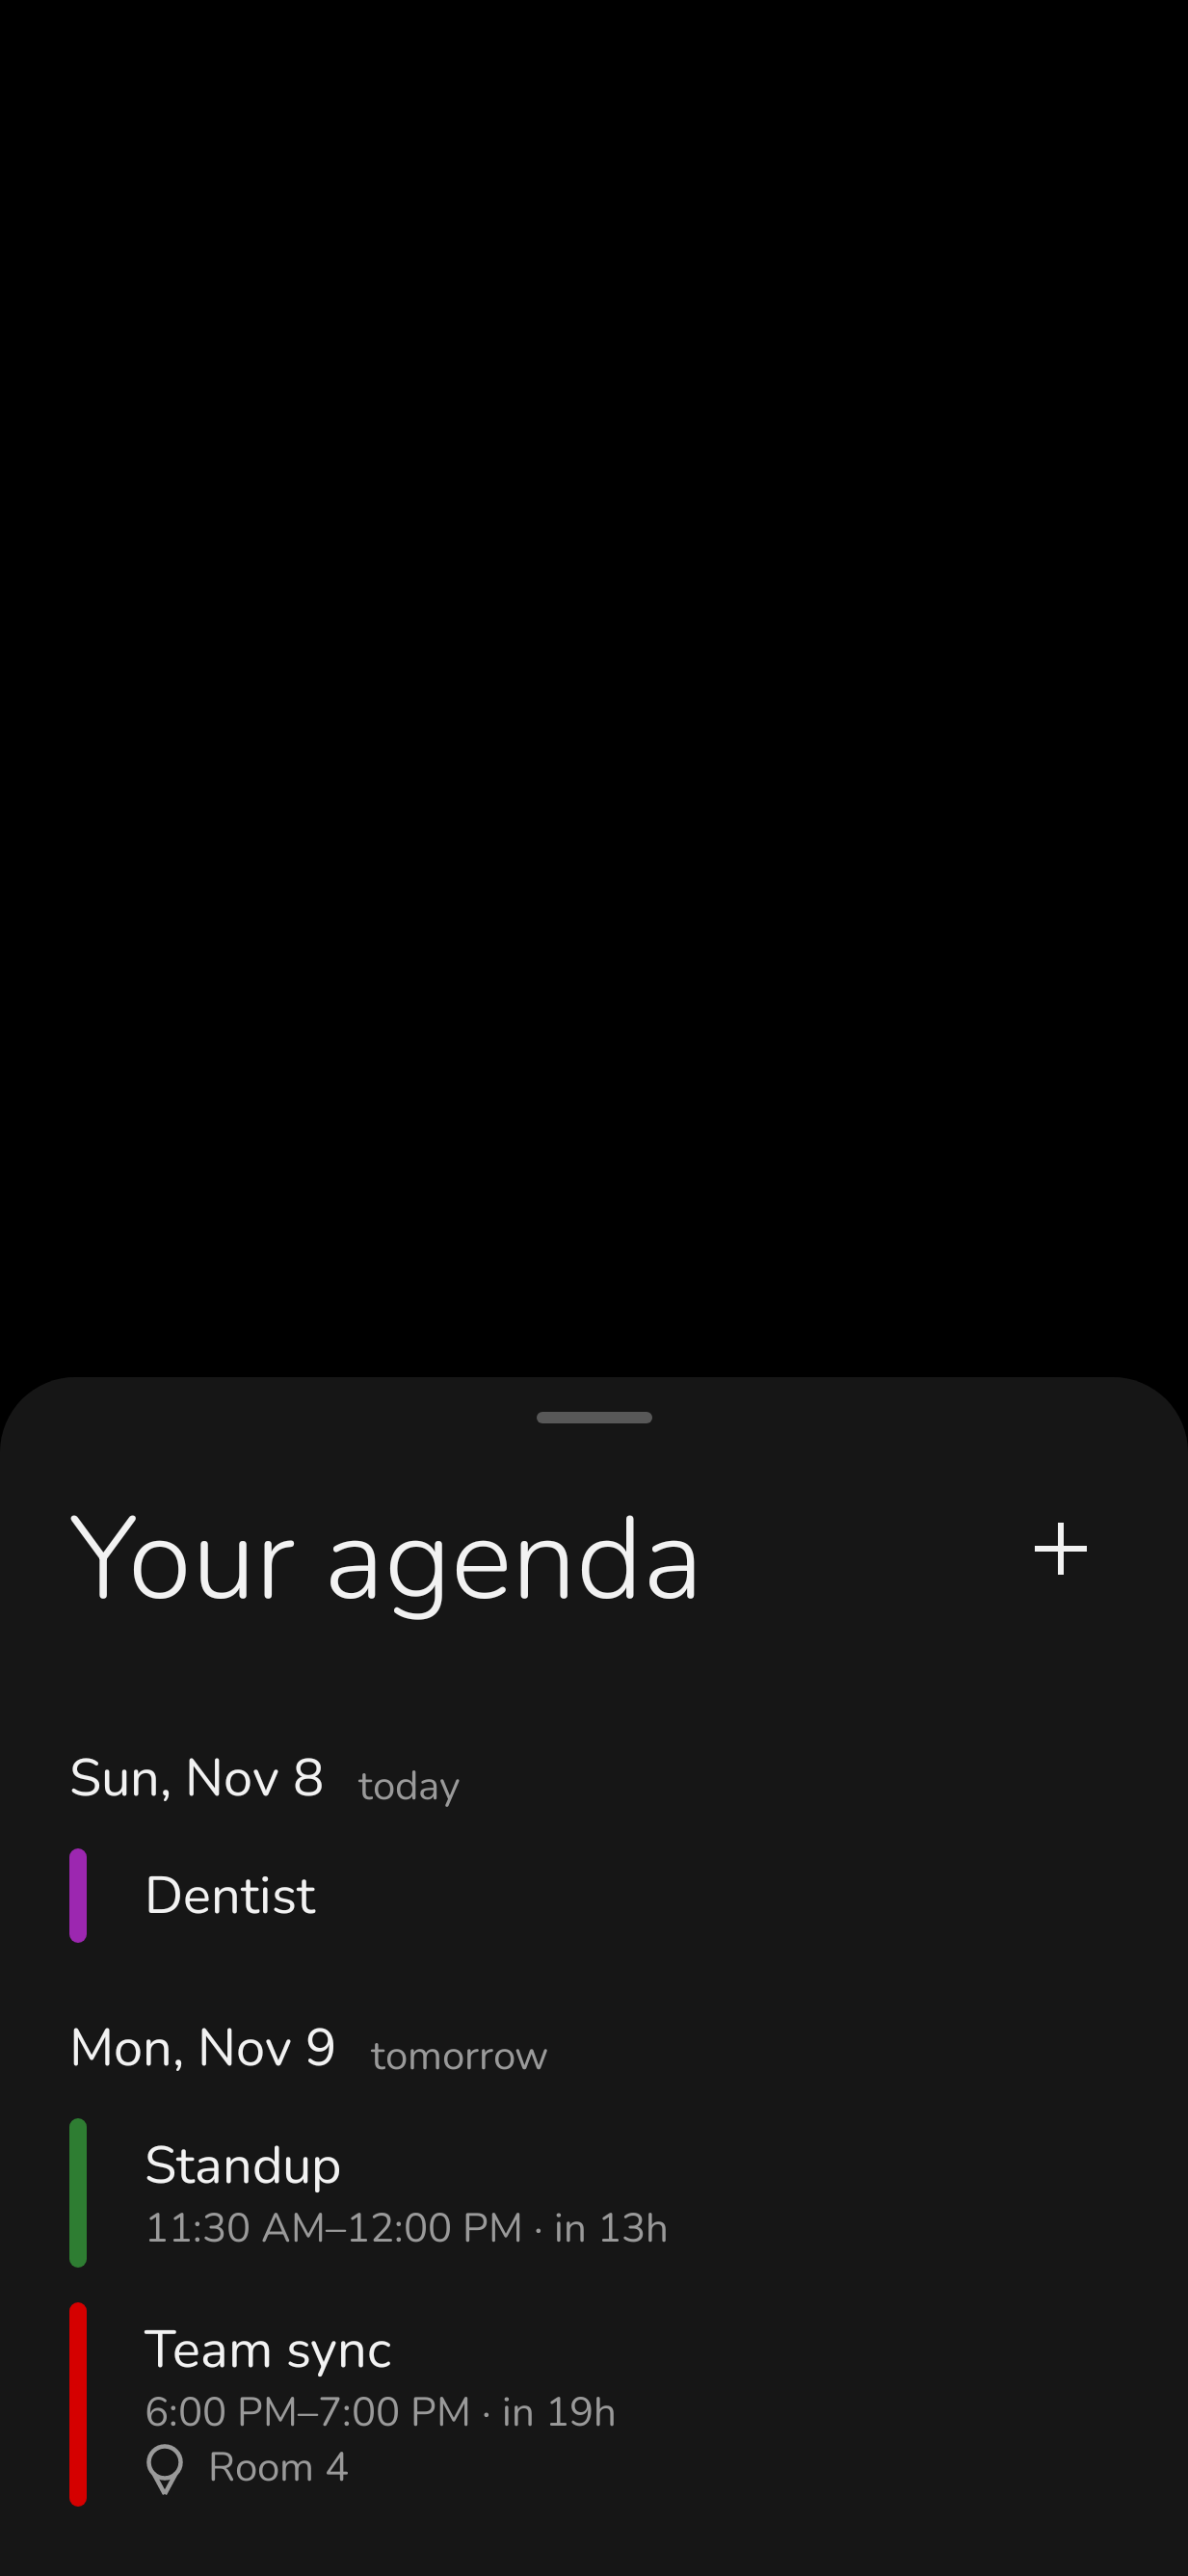 Your agenda
Sun, Nov 8 today
Dentist
Mon, Nov 9 tomorrow
Standup
11:30 AM–12:00 PM · in 13h
Team sync
6:00 PM–7:00 PM · in 19h
Room 4